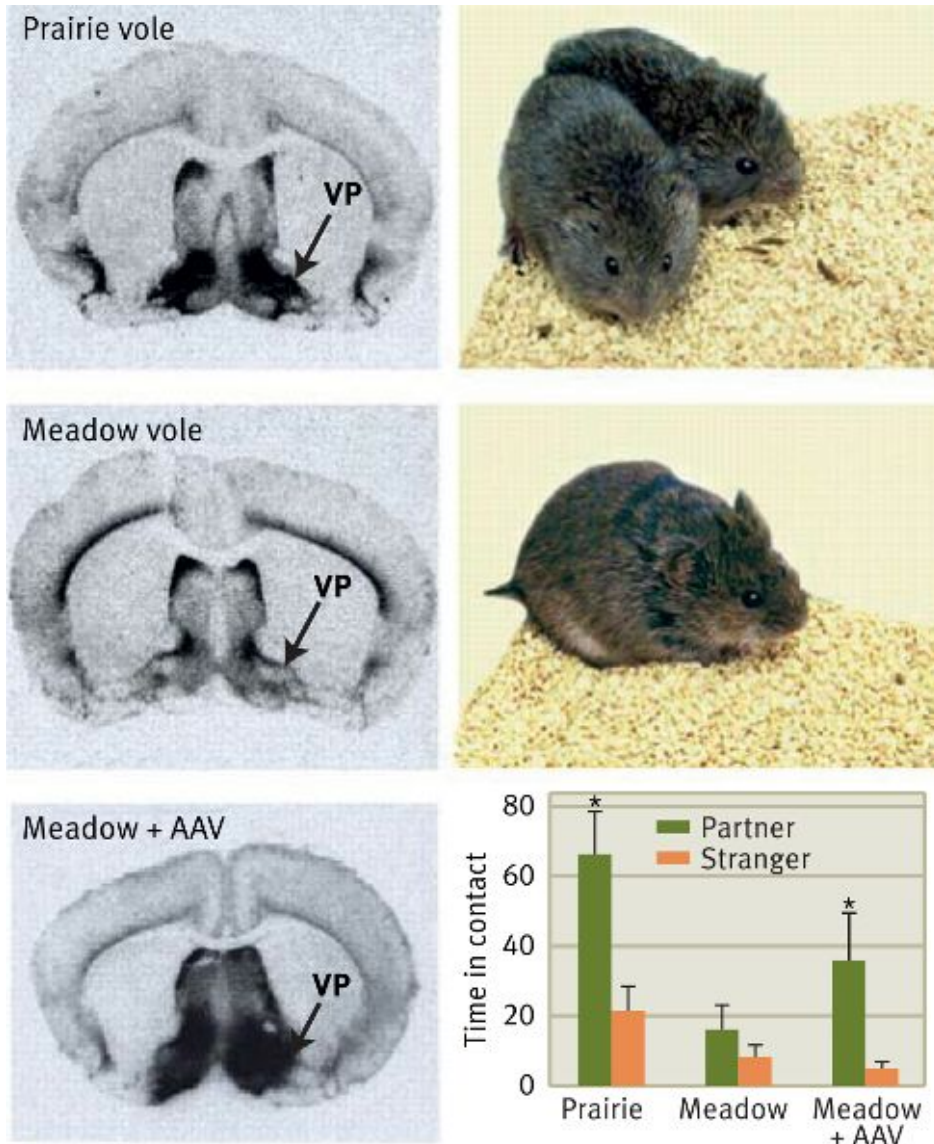 Prairie vole
VP
Meadow vole
VP
Meadow + AAV
VP
80
60
40
20
0
Time in contact
*
*
Partner
Stranger
Prairie
Meadow
Meadow
+ AAV